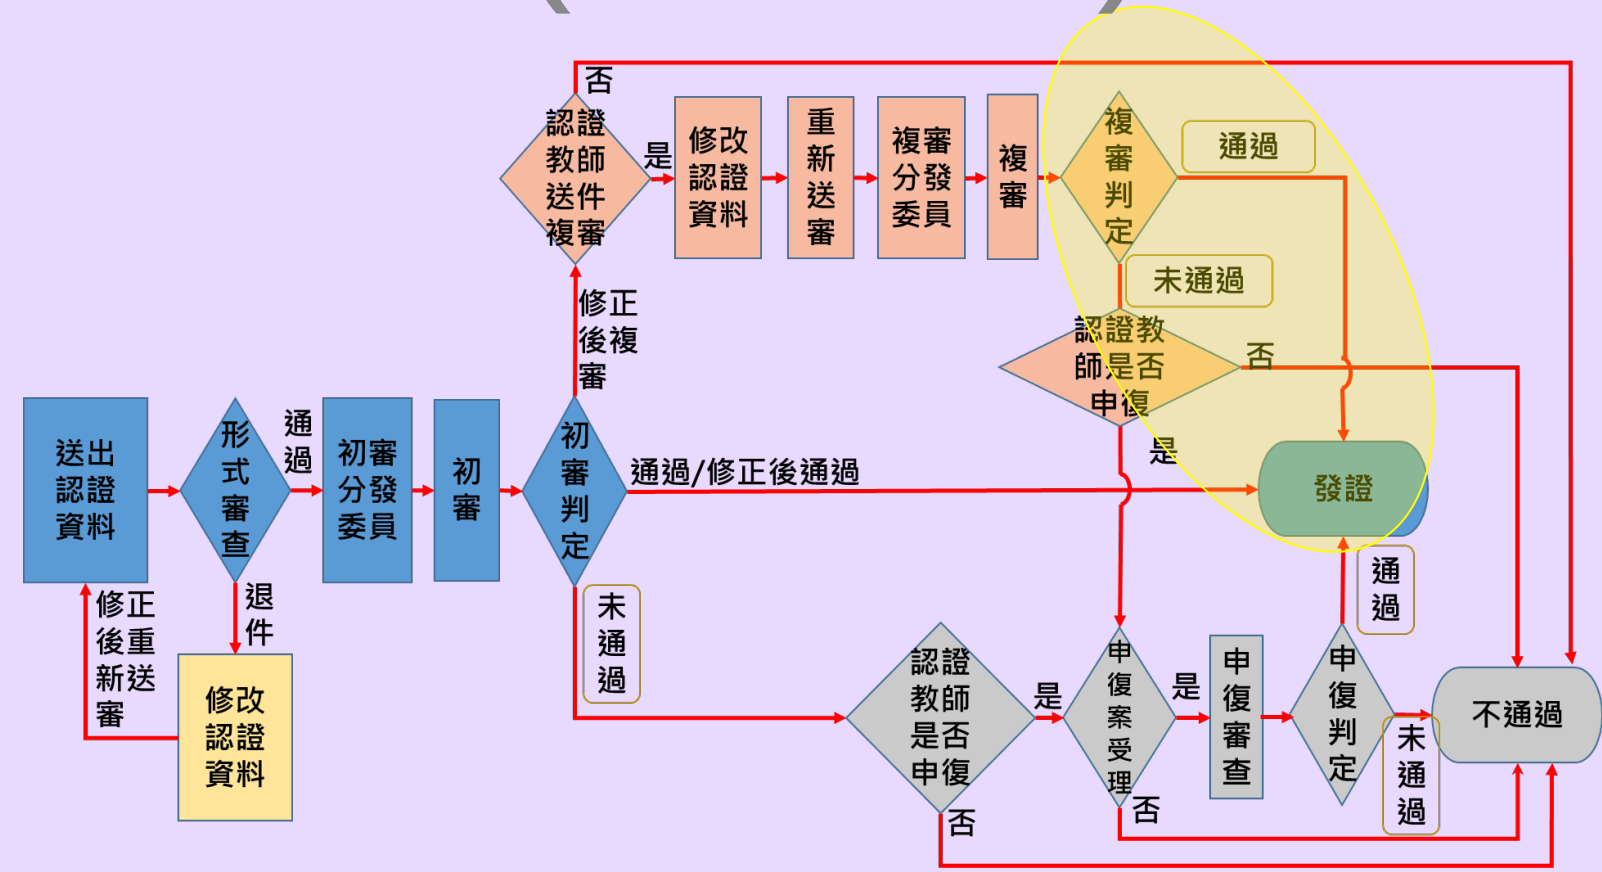 否
認證
教師
送件
複審
是
修改
認證
資料
重
新
送
審
複審
分發
委員
複
審
複
審
判
定
通過
未通過
認證教
師是否
申復
否
是
修正
後複
審
送出
認證
資料
形
式
審
查
通
過
初審
分發
委員
初
審
初
審
判
定
通過/修正後通過
發證
通
過
修正
後重
新送
審
退
件
修改
認證
資料
未
通
過
認證
教師
是否
申復
是
否
申
復
案
受
理
是
否
申
復
審
查
申
復
判
定
未
通
過
不通過